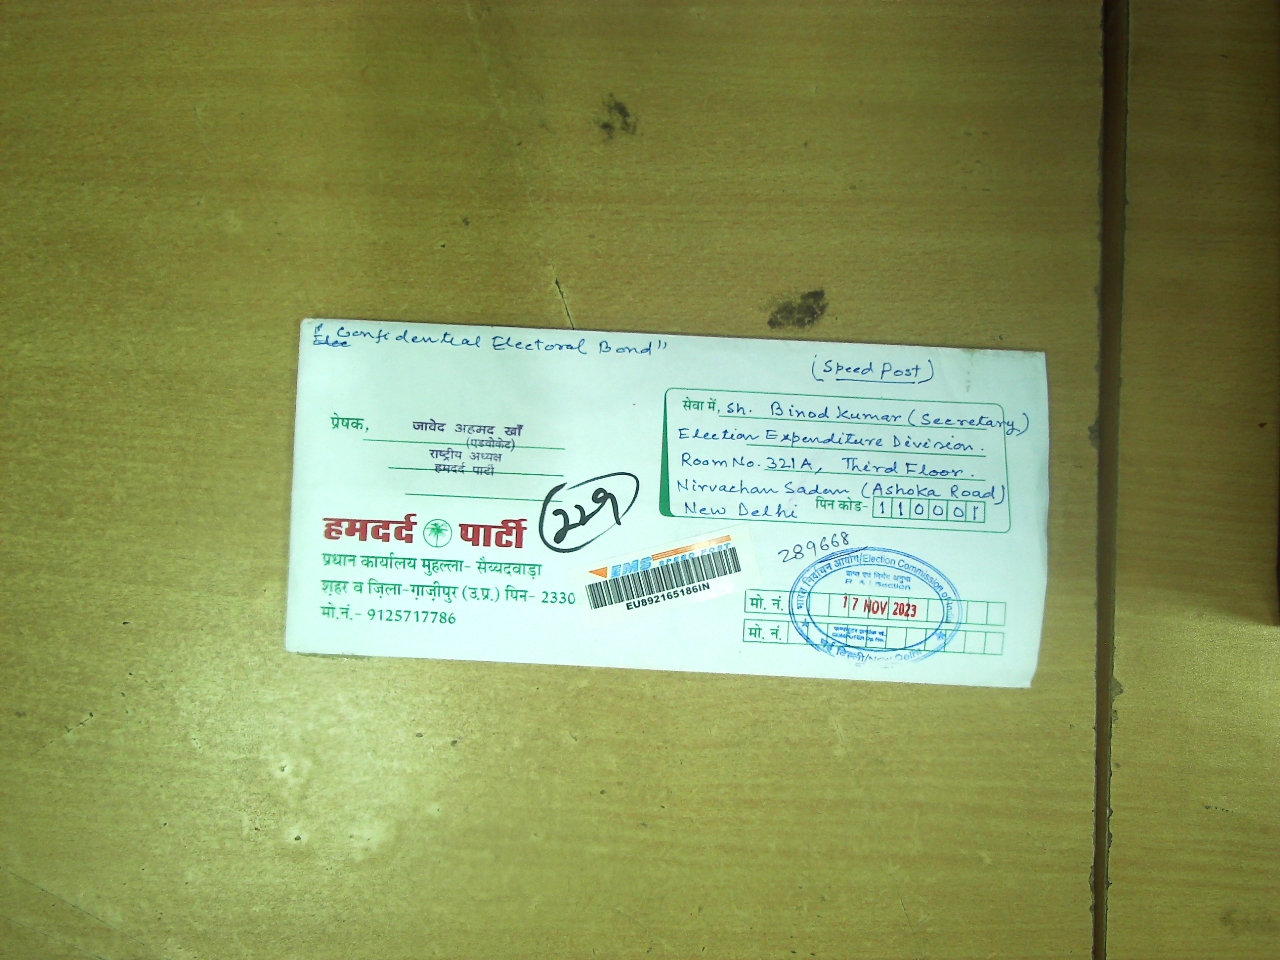 "Confidential Electoral Bond"
Elec
(Speed Post)
प्रेषक,
जावेद अहमद खाँ
(एडवोकेट)
राष्ट्रीय अध्यक्ष
हमदर्द पार्टी
सेवा में, Sh. Binod Kumar (Secretary)
Election Expenditure Division.
Room No. 321A, Third Floor.
Nirvachan Sadan (Ashoka Road)
New Delhi पिन कोड- 110001
229
हमदर्द पार्टी
प्रधान कार्यालय मुहल्ला- सैय्यदवाड़ा
शहर व ज़िला-गाज़ीपुर (उ.प्र.) पिन- 2330
मो.नं.- 9125717786
EMS SPEED POST
EU892165186IN
289668
मो. नं.
मो. नं.
भारत निर्वाचन आयोग/Election Commission of India
R & I Section
17 NOV 2023
नई दिल्ली/New Delhi